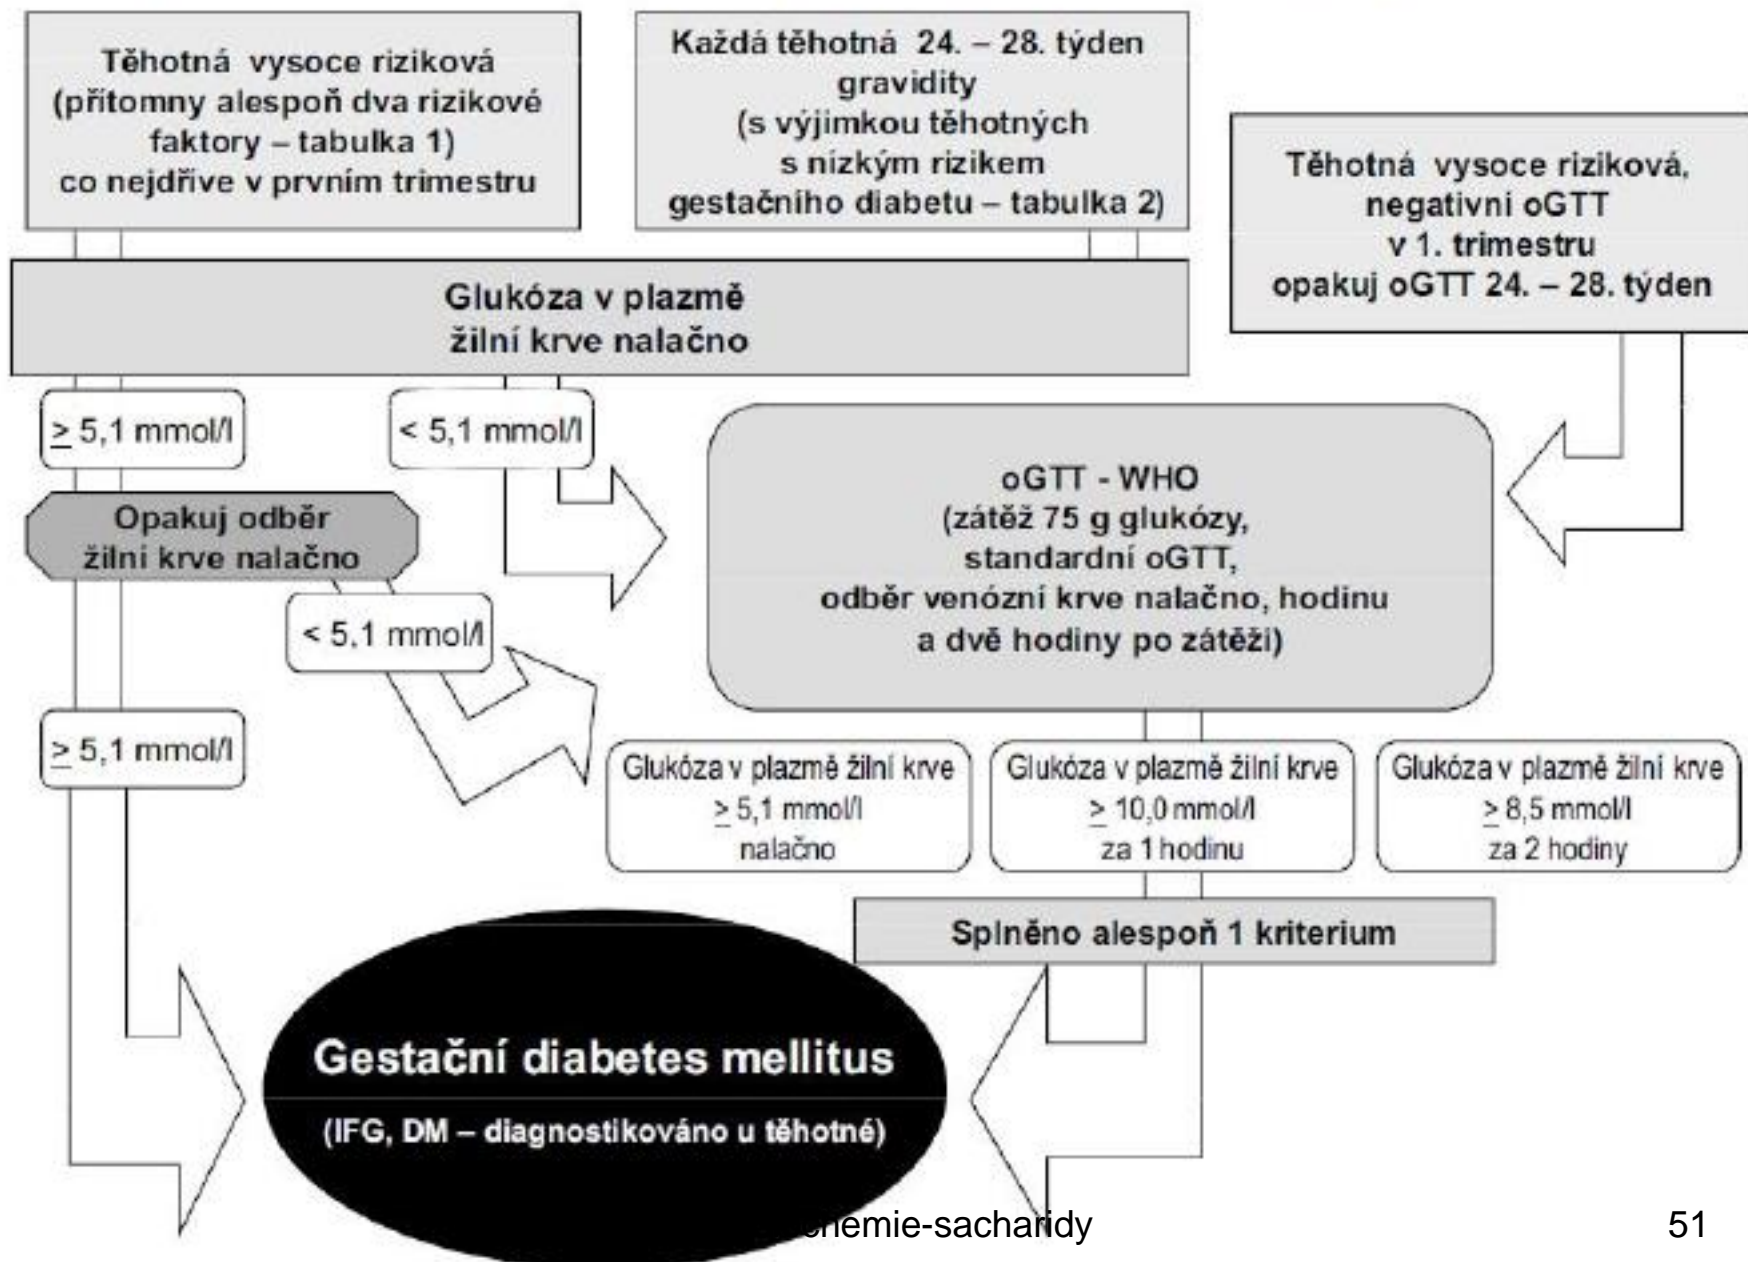 Těhotná vysoce riziková
(přítomny alespoň dva rizikové
faktory – tabulka 1)
co nejdříve v prvním trimestru
Každá těhotná 24. – 28. týden
gravidity
(s výjimkou těhotných
s nízkým rizikem
gestačního diabetu – tabulka 2)
Těhotná vysoce riziková,
negativní oGTT
v 1. trimestru
opakuj oGTT 24. – 28. týden
Glukóza v plazmě
žilní krve nalačno
≥ 5,1 mmol/l
< 5,1 mmol/l
Opakuj odběr
žilní krve nalačno
oGTT - WHO
(zátěž 75 g glukózy,
standardní oGTT,
odběr venózní krve nalačno, hodinu
a dvě hodiny po zátěži)
< 5,1 mmol/l
≥ 5,1 mmol/l
Glukóza v plazmě žilní krve
≥ 5,1 mmol/l
nalačno
Glukóza v plazmě žilní krve
≥ 10,0 mmol/l
za 1 hodinu
Glukóza v plazmě žilní krve
≥ 8,5 mmol/l
za 2 hodiny
Splněno alespoň 1 kriterium
Gestační diabetes mellitus
(IFG, DM – diagnostikováno u těhotné)
hemie-sacharidy
51